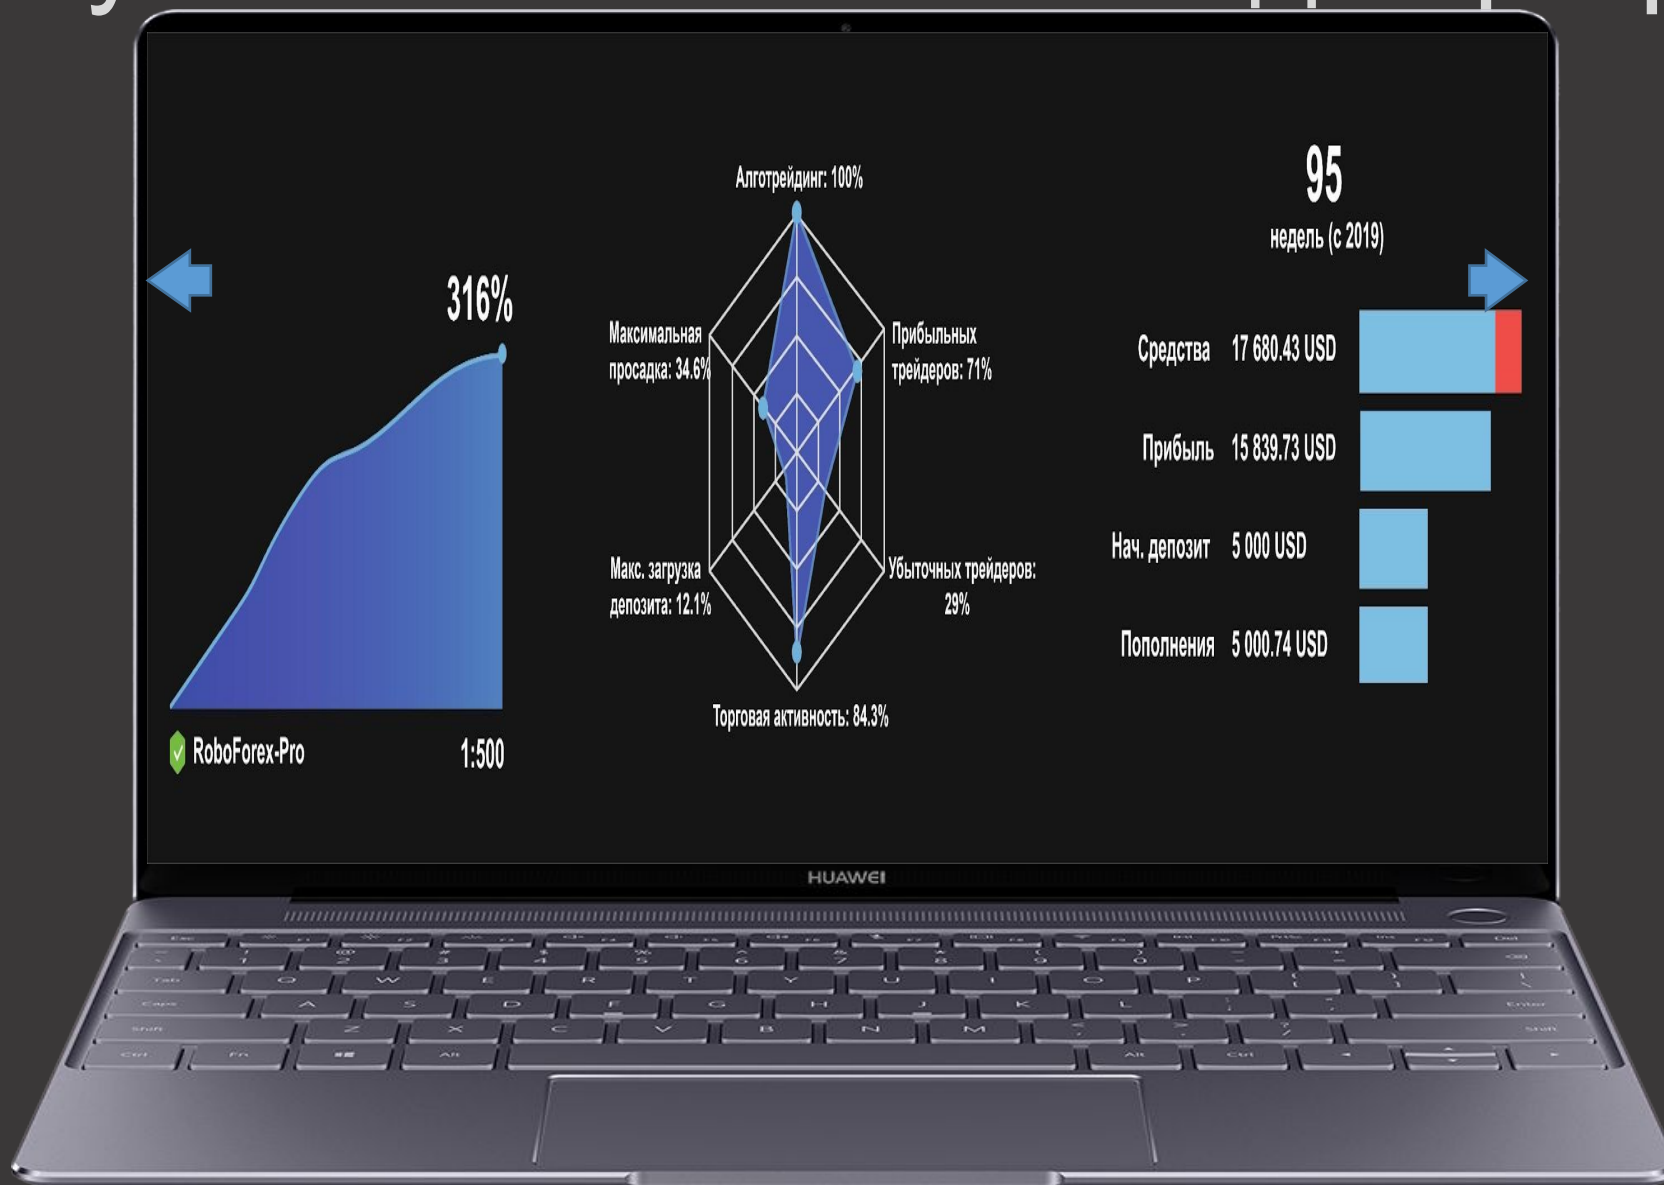 316%
RoboForex-Pro
1:500
Алготрейдинг: 100%
Максимальная
просадка: 34.6%
Прибыльных
трейдеров: 71%
Макс. загрузка
депозита: 12.1%
Убыточных трейдеров:
29%
Торговая активность: 84.3%
95
недель (с 2019)
Средства 17 680.43 USD
Прибыль 15 839.73 USD
Нач. депозит 5 000 USD
Пополнения 5 000.74 USD
HUAWEI